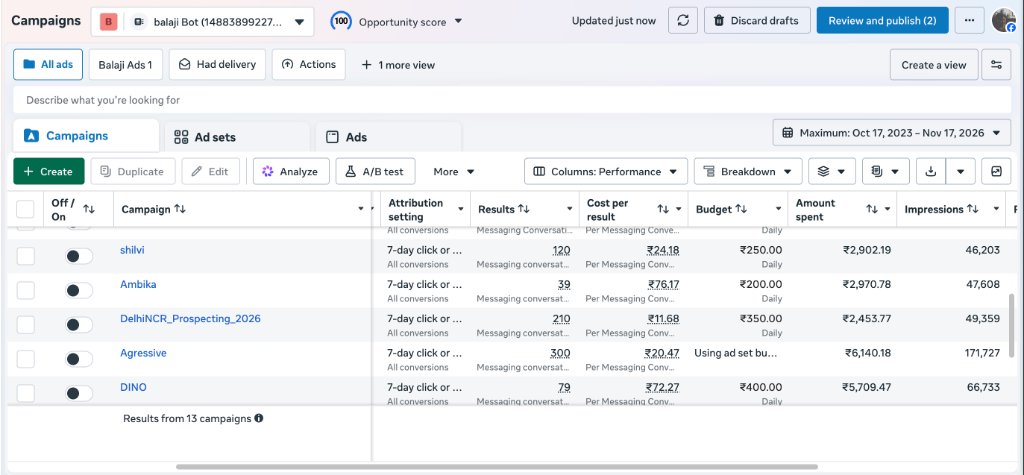 Campaigns B balaji Bot (14883899227... 100 Opportunity score Updated just now Discard drafts Review and publish (2) ...
All ads Balaji Ads 1 Had delivery Actions + 1 more view Create a view
Describe what you're looking for
Campaigns Ad sets Ads Maximum: Oct 17, 2023 – Nov 17, 2026
+ Create Duplicate Edit Analyze A/B test More Columns: Performance Breakdown
Off / On Campaign Attribution setting Results Cost per result Budget Amount spent Impressions
All conversions Messaging Conversati... Per Messaging Conv... Daily
shilvi 7-day click or ... 120 ₹24.18 ₹250.00 ₹2,902.19 46,203
All conversions Messaging conversat... Per Messaging Conv... Daily
Ambika 7-day click or ... 39 ₹76.17 ₹200.00 ₹2,970.78 47,608
All conversions Messaging conversat... Per Messaging Conv... Daily
DelhiNCR_Prospecting_2026 7-day click or ... 210 ₹11.68 ₹350.00 ₹2,453.77 49,359
All conversions Messaging conversat... Per Messaging Conv... Daily
Agressive 7-day click or ... 300 ₹20.47 Using ad set bu... ₹6,140.18 171,727
All conversions Messaging conversat... Per Messaging Conv...
DINO 7-day click or ... 79 ₹72.27 ₹400.00 ₹5,709.47 66,733
All conversions Messaging conversat... Per Messaging Conv... Daily
Results from 13 campaigns